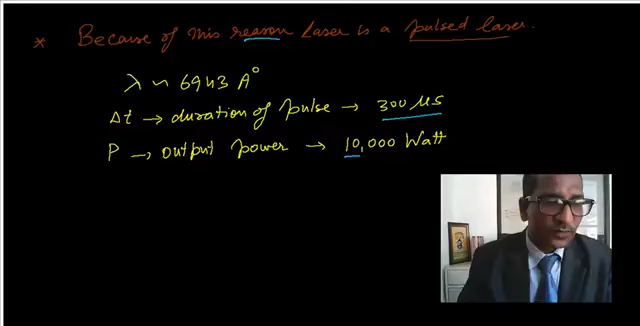 * Because of this reason Laser is a pulsed laser.
λ ~ 6943 A°
Δt → duration of pulse → 300 μs
P → output power → 10,000 Watt